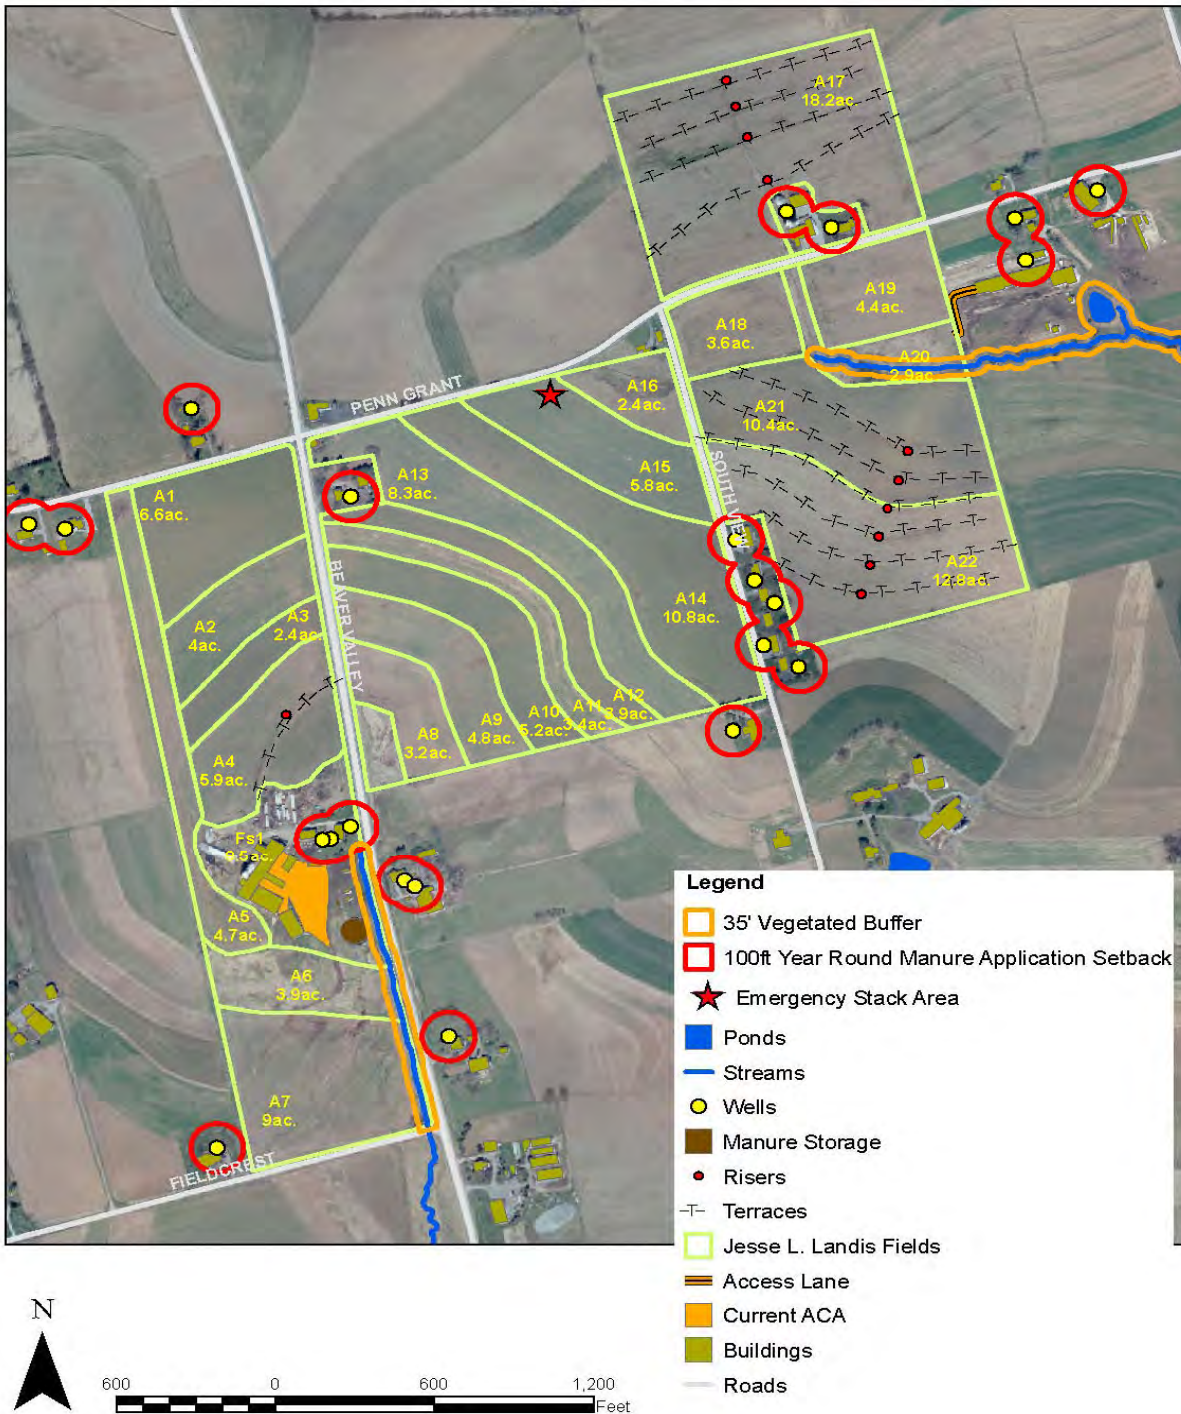 A17
18.2ac.
A19
4.4ac.
A18
3.6ac.
A20
2.9ac.
PENN GRANT
A16
2.4ac.
A21
10.4ac.
A1
6.6ac.
A13
8.3ac.
A15
5.8ac.
SOUTH VIEW
A22
12.8ac.
BEAVER VALLEY
A2
4ac.
A3
2.4ac.
A14
10.8ac.
A12
3.9ac.
A11
3.4ac.
A10
5.2ac.
A9
4.8ac.
A8
3.2ac.
A4
5.9ac.
Fs1
A5
4.7ac.
A6
3.9ac.
A7
9ac.
FIELDCREST
Legend
35' Vegetated Buffer
100ft Year Round Manure Application Setback
Emergency Stack Area
Ponds
Streams
Wells
Manure Storage
Risers
Terraces
Jesse L. Landis Fields
Access Lane
Current ACA
Buildings
Roads
N
600 0 600 1,200
Feet